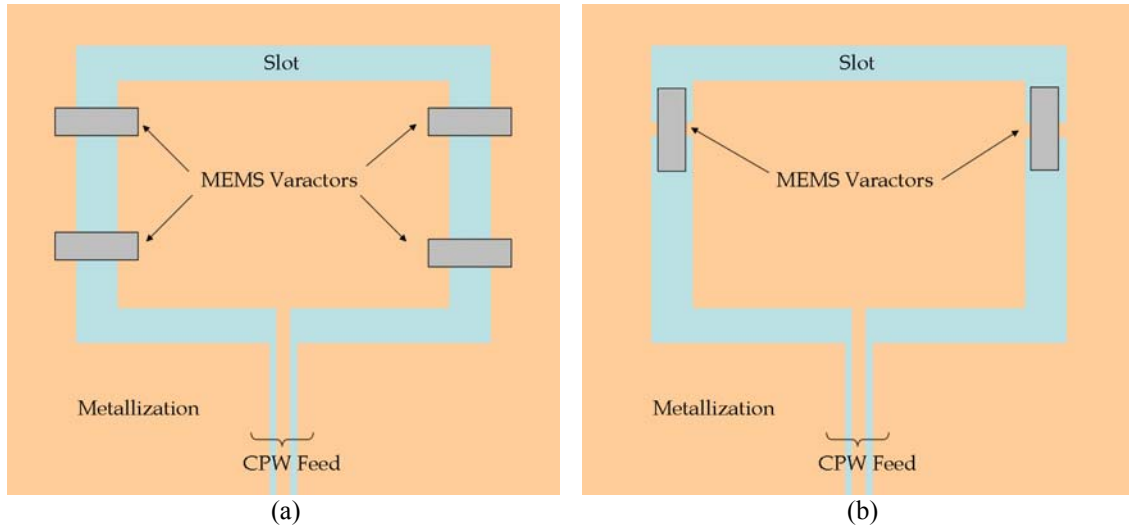 Slot
MEMS Varactors
Metallization
CPW Feed
(a)
Slot
MEMS Varactors
Metallization
CPW Feed
(b)